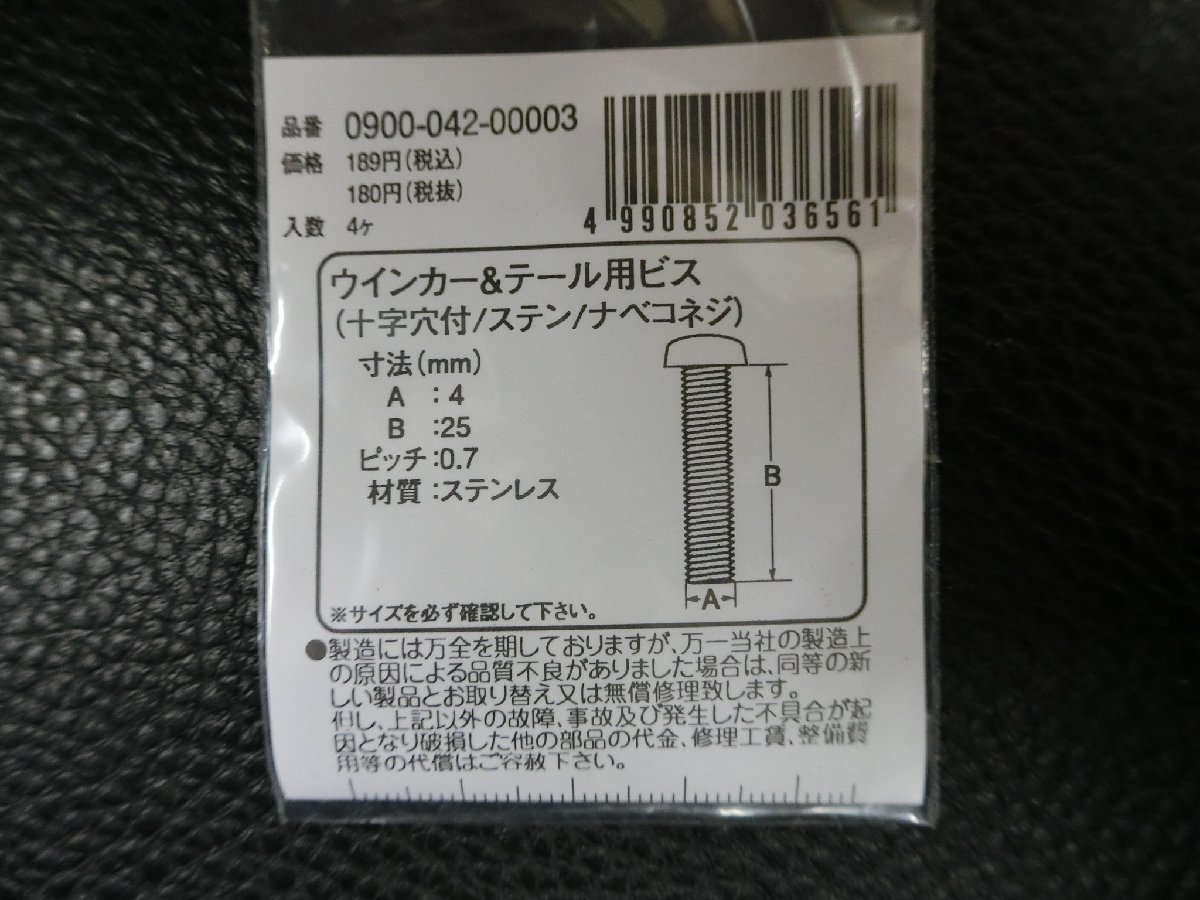 品番 0900-042-00003
価格 189円(税込)
180円(税抜)
入数 4ヶ
4 990852 036561
ウインカー&テール用ビス
(十字穴付/ステン/ナベコネジ)
寸法(mm)
A :4
B :25
ピッチ:0.7
材質:ステンレス
B
A
※サイズを必ず確認して下さい。
●製造には万全を期しておりますが、万一当社の製造上
の原因による品質不良がありました場合は、同等の新
しい製品とお取り替え又は無償修理致します。
但し、上記以外の故障、事故及び発生した不具合が起
因となり破損した他の部品の代金、修理工賃、整備費
用等の代償はご容赦下さい。